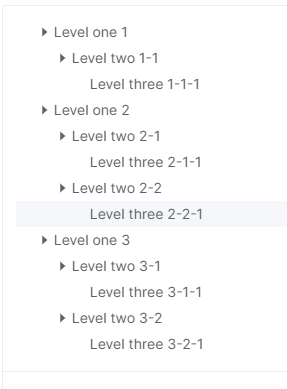 Level one 1
Level two 1-1
Level three 1-1-1
Level one 2
Level two 2-1
Level three 2-1-1
Level two 2-2
Level three 2-2-1
Level one 3
Level two 3-1
Level three 3-1-1
Level two 3-2
Level three 3-2-1